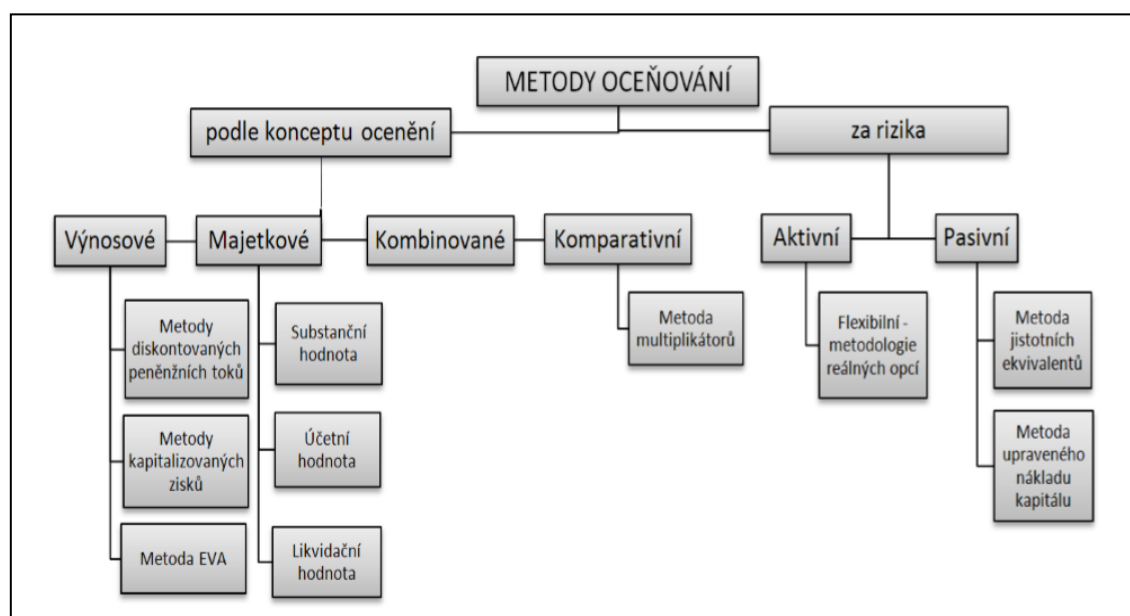 METODY OCEŇOVÁNÍ
podle konceptu ocenění
za rizika
Výnosové
Majetkové
Kombinované
Komparativní
Aktivní
Pasivní
Metody
diskontovaných
peněnžních toků
Substanční
hodnota
Metoda
multiplikátorů
Flexibilní -
metodologie
reálných opcí
Metoda
jistotních
ekvivalentů
Metody
kapitalizovaných
zisků
Účetní
hodnota
Metoda
upraveného
nákladu
kapitálu
Metoda EVA
Likvidační
hodnota